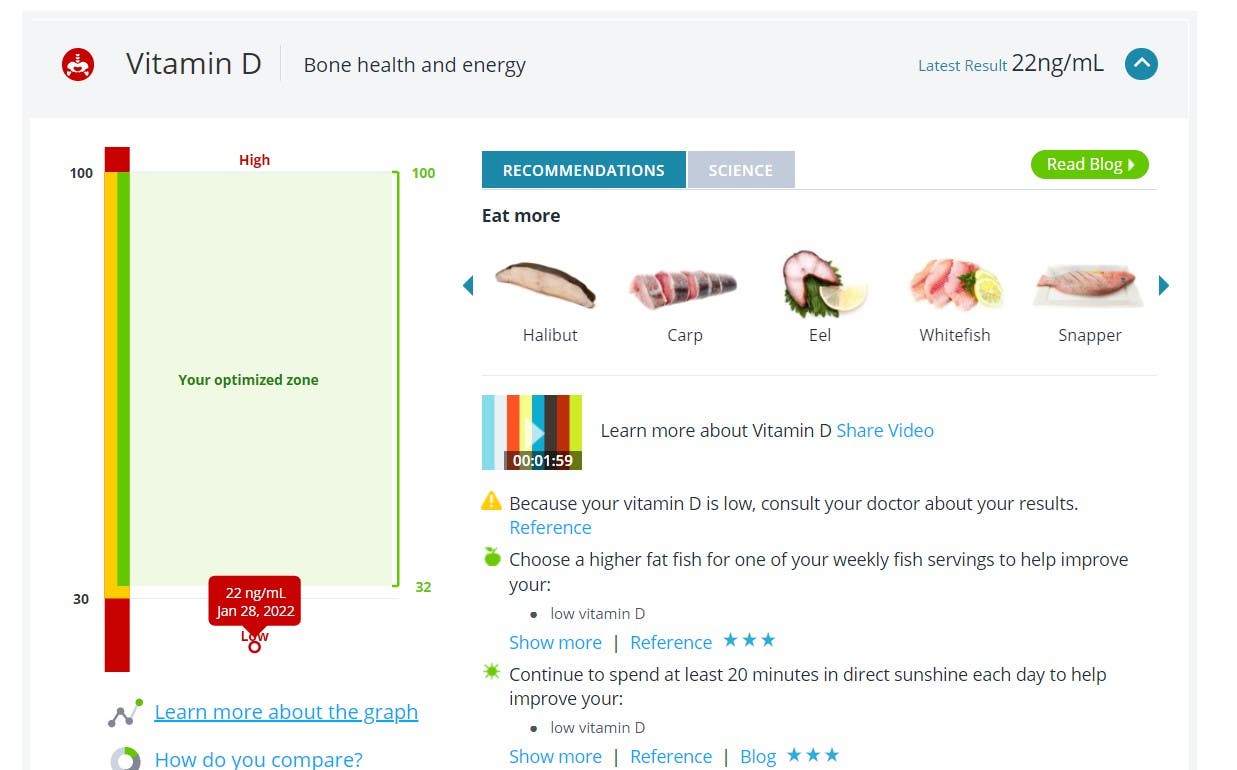 Vitamin D
Bone health and energy
Latest Result 22ng/mL
High
100
100
Your optimized zone
32
30
22 ng/mL
Jan 28, 2022
Low
Learn more about the graph
How do you compare?
RECOMMENDATIONS
SCIENCE
Read Blog
Eat more
Halibut
Carp
Eel
Whitefish
Snapper
00:01:59
Learn more about Vitamin D Share Video
Because your vitamin D is low, consult your doctor about your results.
Reference
Choose a higher fat fish for one of your weekly fish servings to help improve
your:
• low vitamin D
Show more | Reference ★★★
Continue to spend at least 20 minutes in direct sunshine each day to help
improve your:
• low vitamin D
Show more | Reference | Blog ★★★